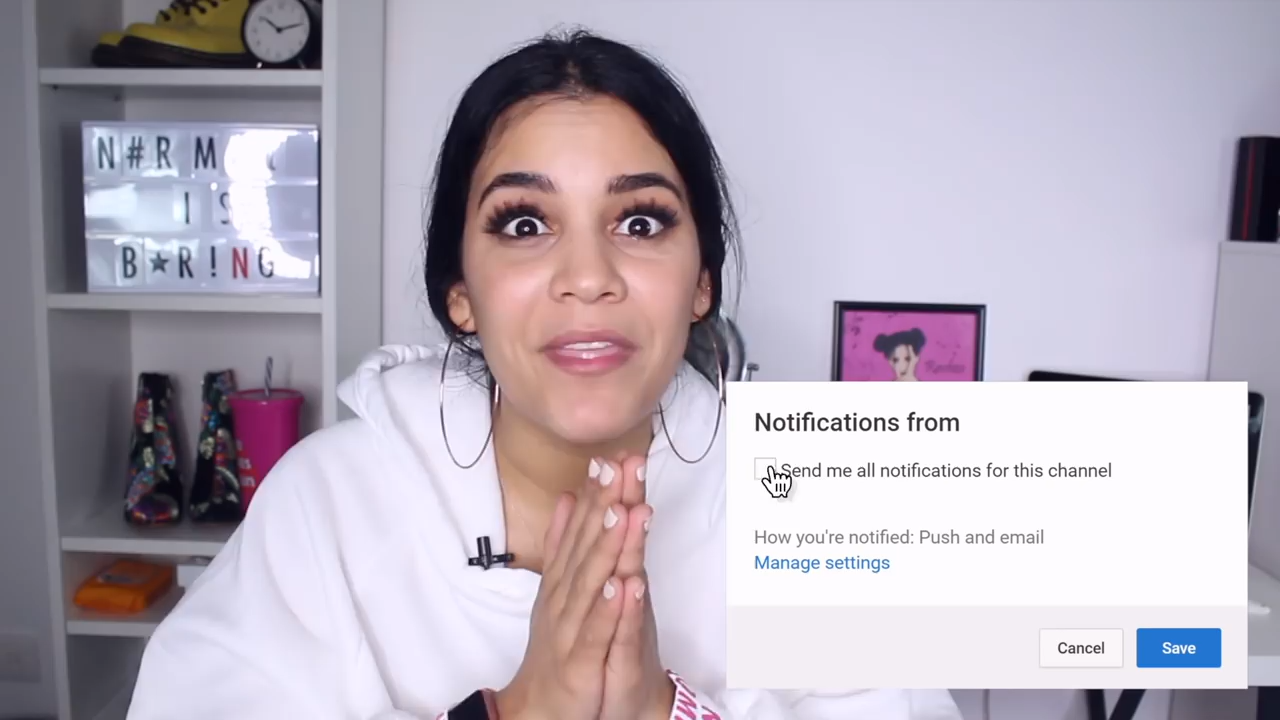 N#RM
I S
B★R!NG
Notifications from
Send me all notifications for this channel
How you're notified: Push and email
Manage settings
Cancel
Save